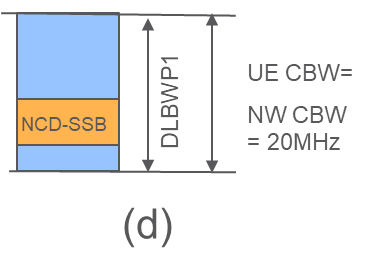 NCD-SSB
DLBWP1
UE CBW=
NW CBW
= 20MHz
(d)